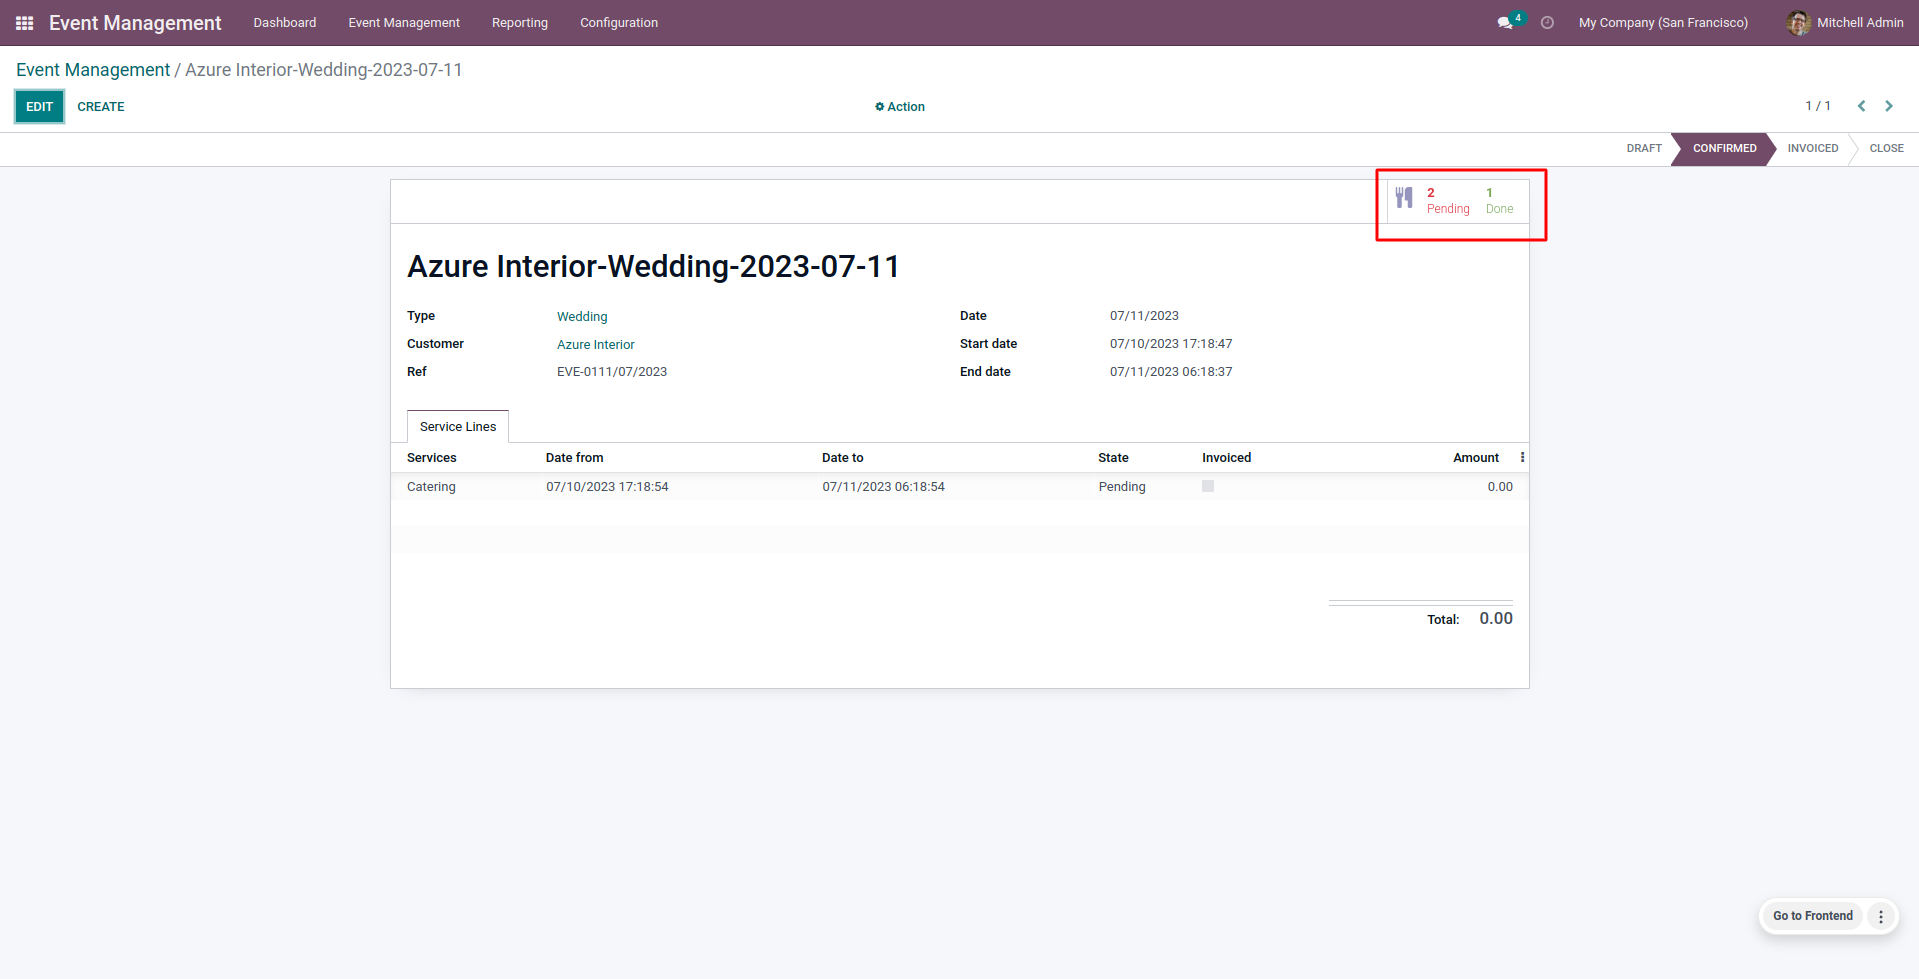 Event Management Dashboard Event Management Reporting Configuration 4 My Company (San Francisco) Mitchell Admin
Event Management / Azure Interior-Wedding-2023-07-11
EDIT CREATE Action 1 / 1
DRAFT CONFIRMED INVOICED CLOSE
2 1
Pending Done
Azure Interior-Wedding-2023-07-11
Type Wedding Date 07/11/2023
Customer Azure Interior Start date 07/10/2023 17:18:47
Ref EVE-0111/07/2023 End date 07/11/2023 06:18:37
Service Lines
Services Date from Date to State Invoiced Amount
Catering 07/10/2023 17:18:54 07/11/2023 06:18:54 Pending 0.00
Total: 0.00
Go to Frontend